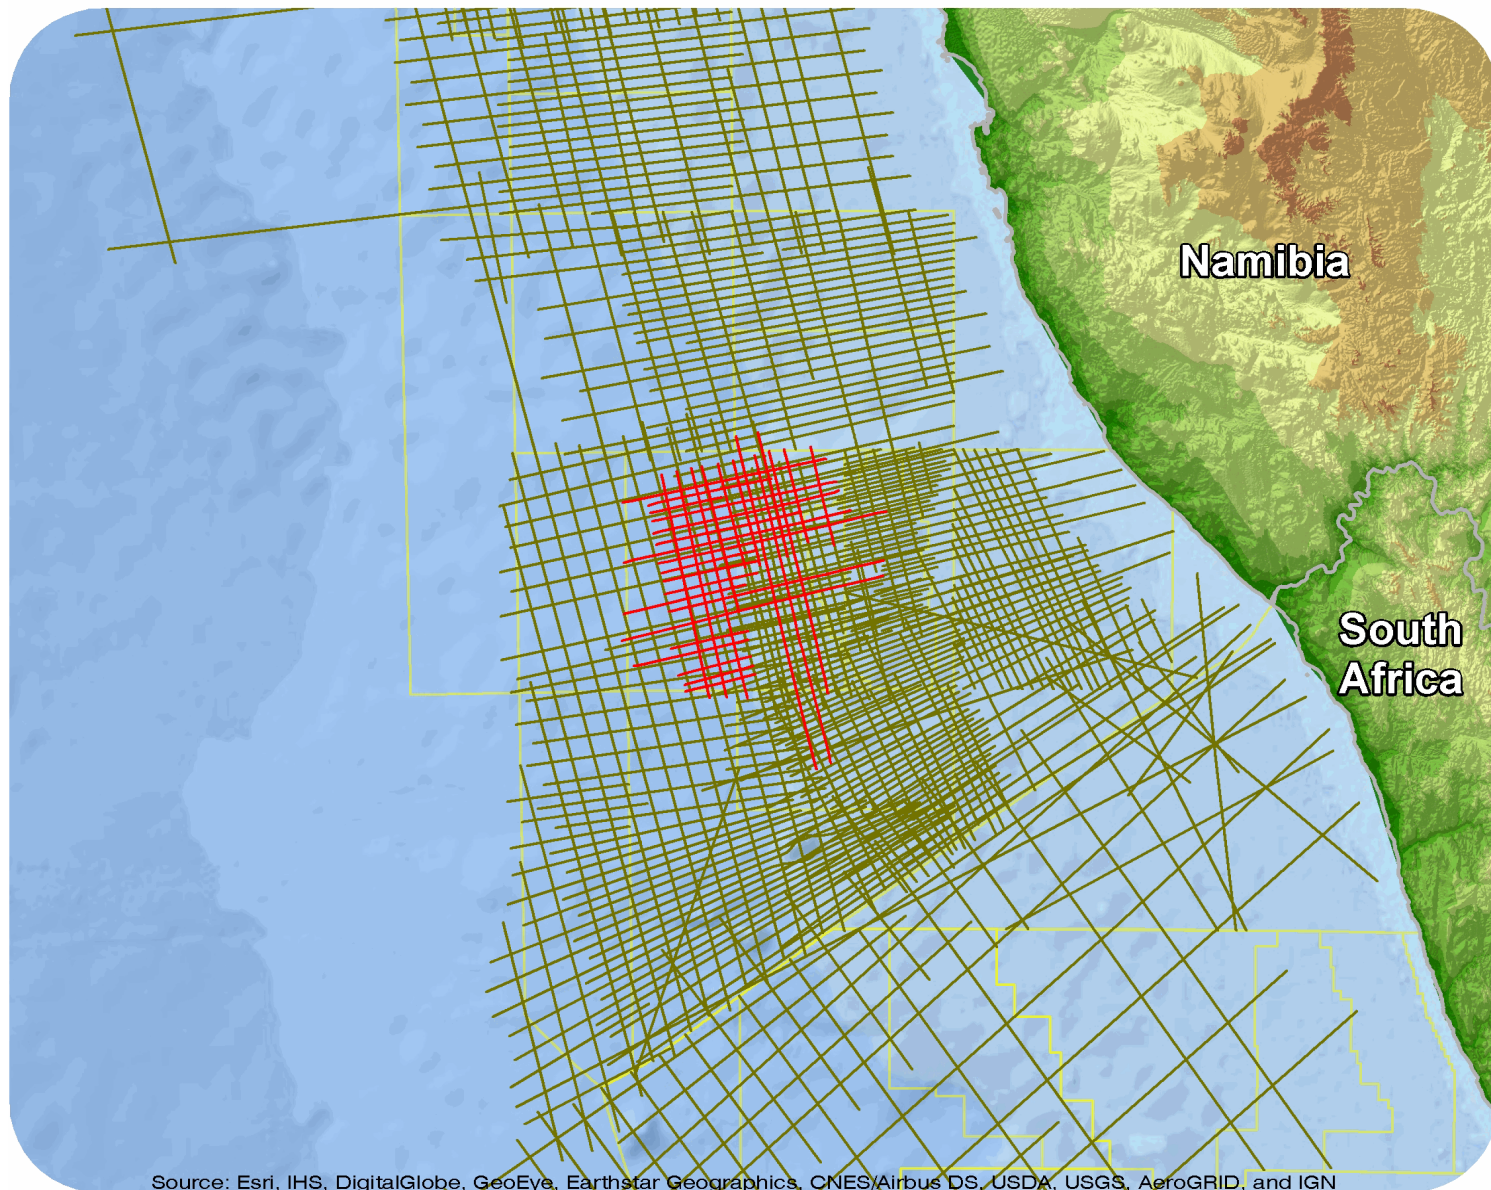 Namibia
South
Africa
Source: Esri, IHS, DigitalGlobe, GeoEye, Earthstar Geographics, CNES/Airbus DS, USDA, USGS, AeroGRID, and IGN